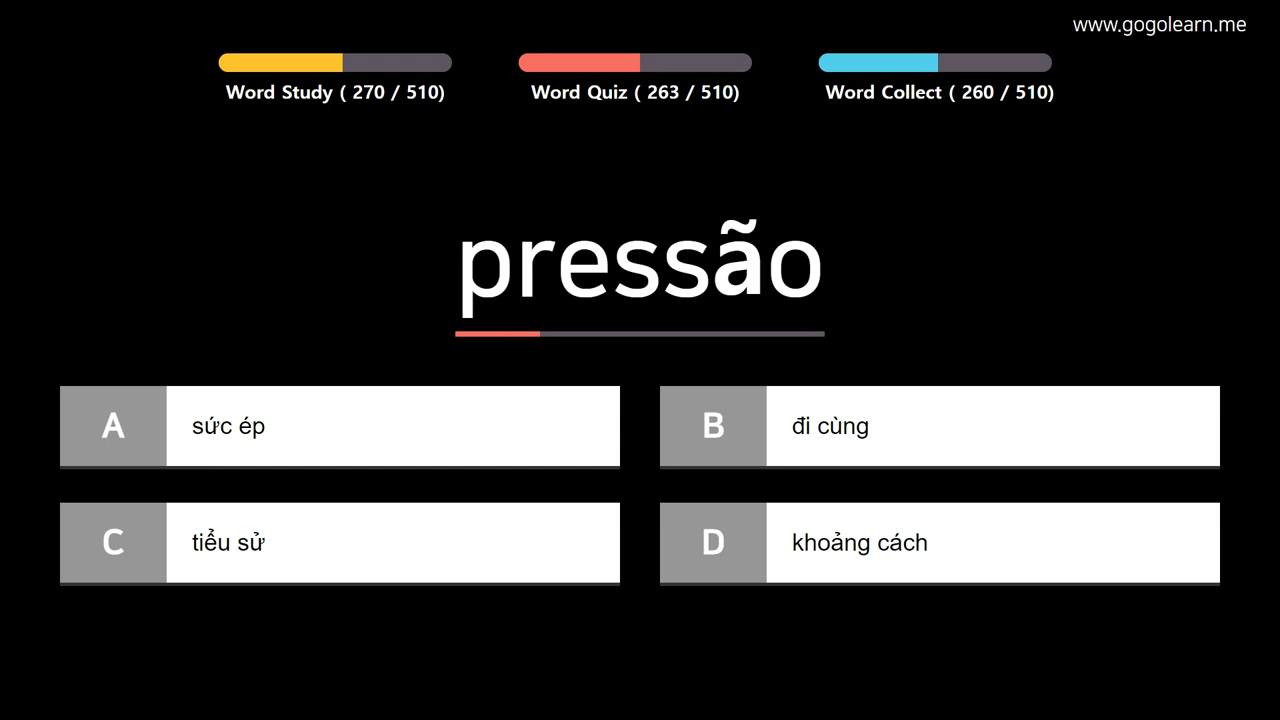 www.gogolearn.me
Word Study ( 270 / 510)
Word Quiz ( 263 / 510)
Word Collect ( 260 / 510)
pressão
A
sức ép
B
đi cùng
C
tiểu sử
D
khoảng cách